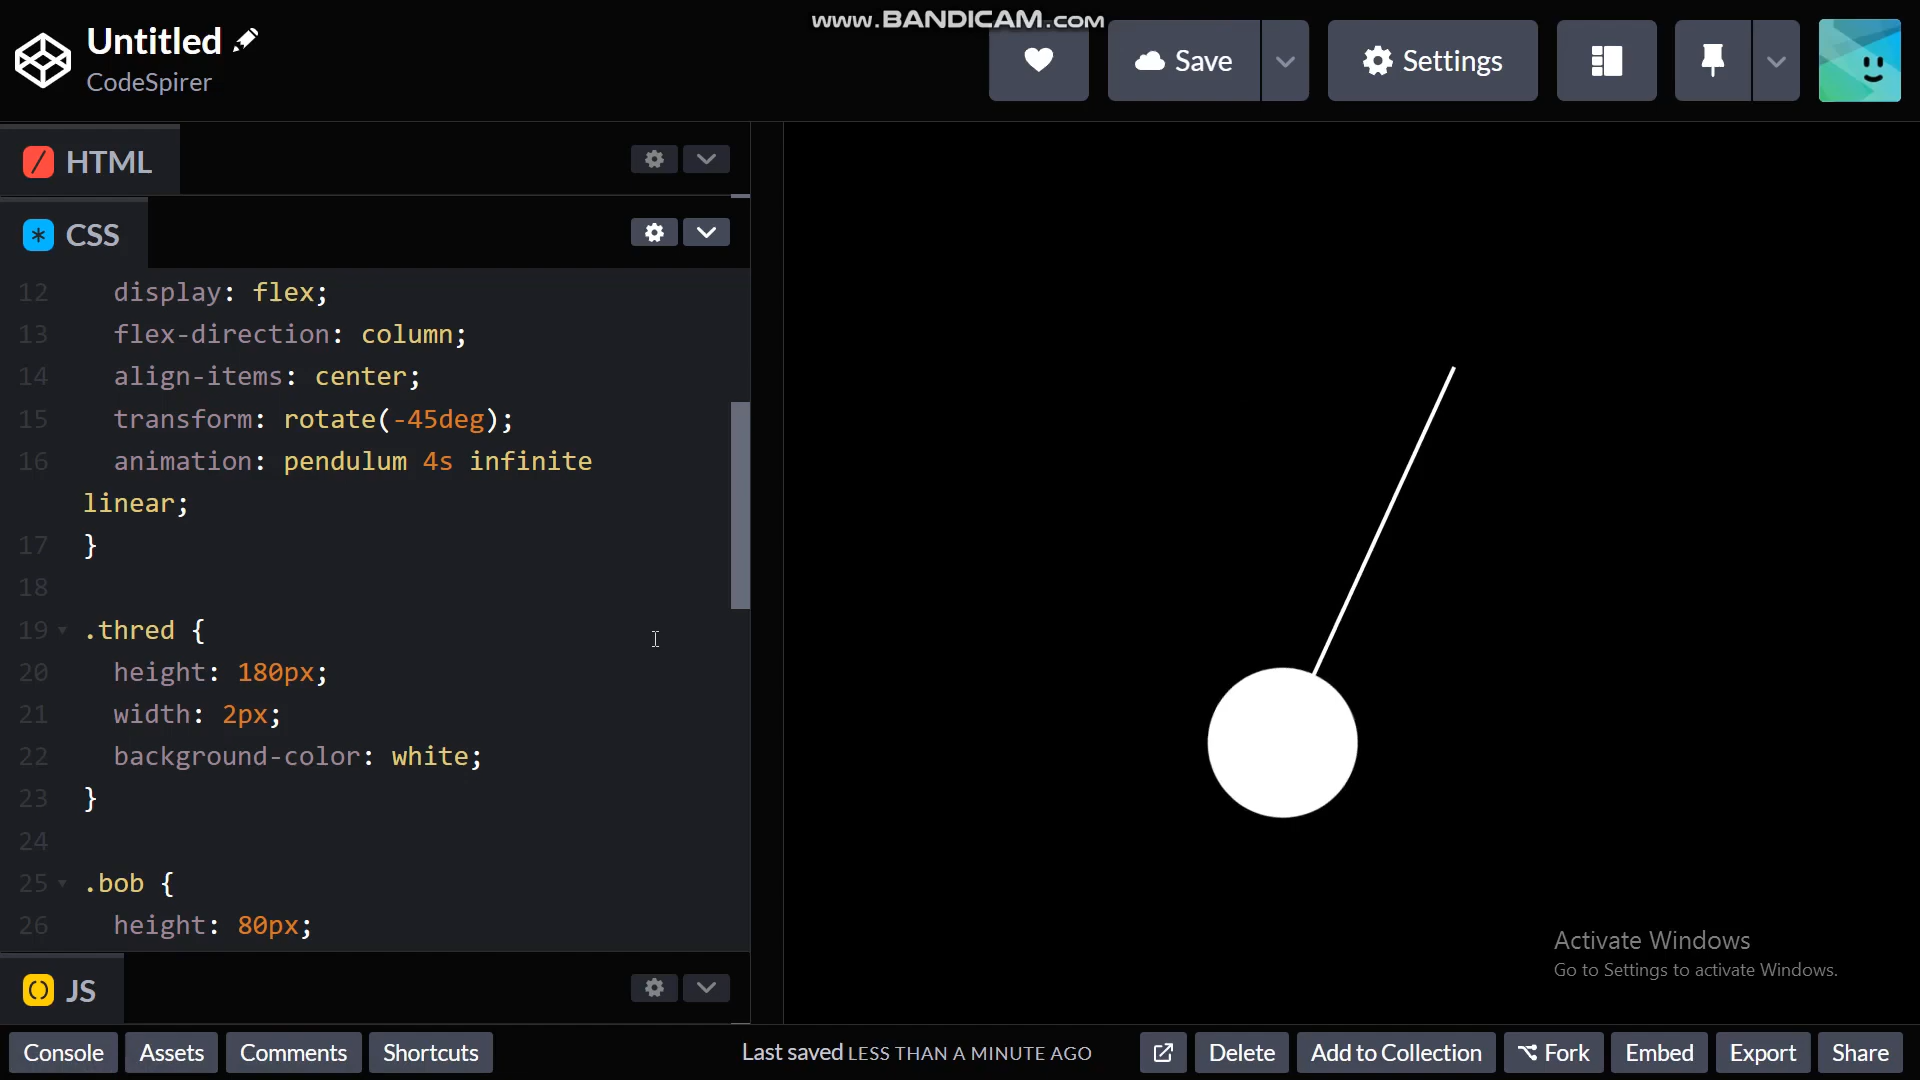 www.BANDICAM.com
Untitled
CodeSpirer
Save
Settings
HTML
CSS
12 display: flex;
13 flex-direction: column;
14 align-items: center;
15 transform: rotate(-45deg);
16 animation: pendulum 4s infinite
linear;
17 }
18
19 .thred {
20 height: 180px;
21 width: 2px;
22 background-color: white;
23 }
24
25 .bob {
26 height: 80px;
JS
Activate Windows
Go to Settings to activate Windows.
Console Assets Comments Shortcuts Last saved LESS THAN A MINUTE AGO Delete Add to Collection Fork Embed Export Share